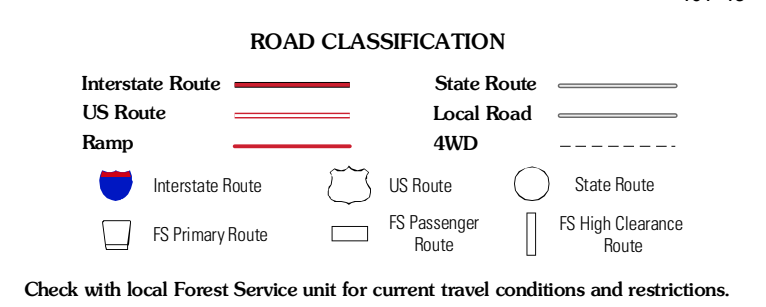 ROAD CLASSIFICATION
Interstate Route
State Route
US Route
Local Road
Ramp
4WD
Interstate Route
US Route
State Route
FS Primary Route
FS Passenger
Route
FS High Clearance
Route
Check with local Forest Service unit for current travel conditions and restrictions.